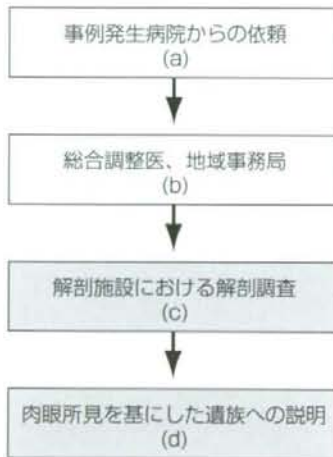 事例発生病院からの依頼
(a)
総合調整医、地域事務局
(b)
解剖施設における解剖調査
(c)
肉眼所見を基にした遺族への説明
(d)